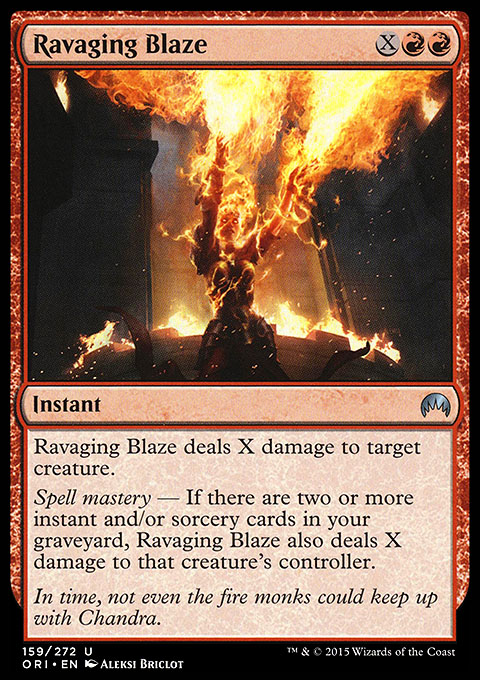 Ravaging Blaze X
Instant
Ravaging Blaze deals X damage to target
creature.
Spell mastery — If there are two or more
instant and/or sorcery cards in your
graveyard, Ravaging Blaze also deals X
damage to that creature's controller.
In time, not even the fire monks could keep up
with Chandra.
159/272 U
ORI • EN Aleksi Briclot
™ & © 2015 Wizards of the Coast